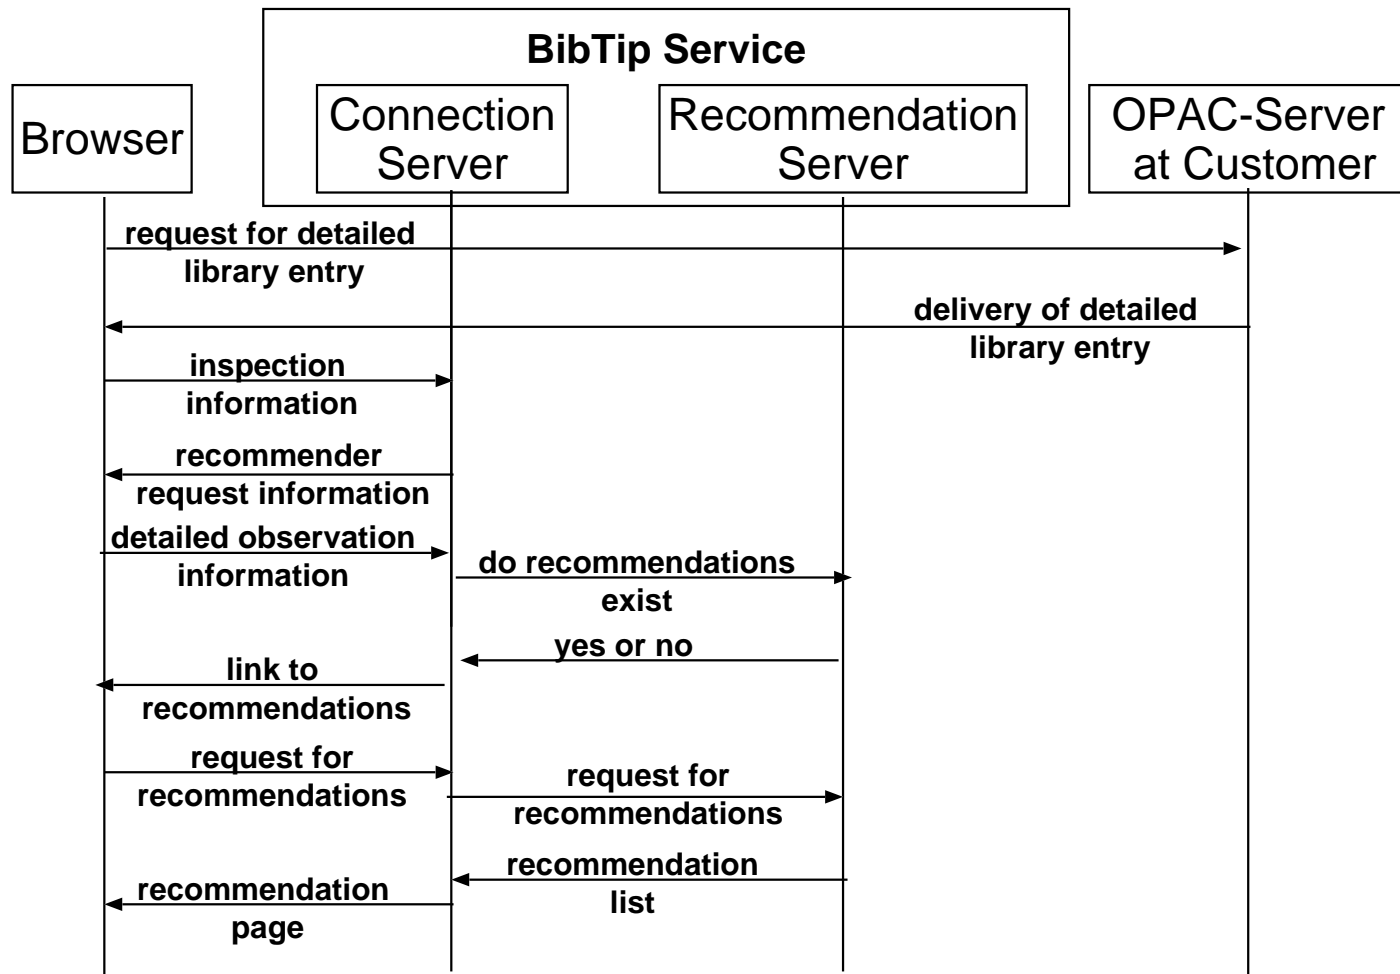 BibTip Service
Browser
Connection
Server
Recommendation
Server
OPAC-Server
at Customer
request for detailed
library entry
delivery of detailed
library entry
inspection
information
recommender
request information
detailed observation
information
do recommendations
exist
yes or no
link to
recommendations
request for
recommendations
request for
recommendations
recommendation
list
recommendation
page